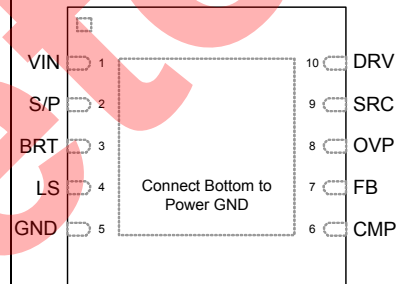 VIN 1 10 DRV
S/P 2 9 SRC
BRT 3 8 OVP
LS 4 Connect Bottom to Power GND 7 FB
GND 5 6 CMP